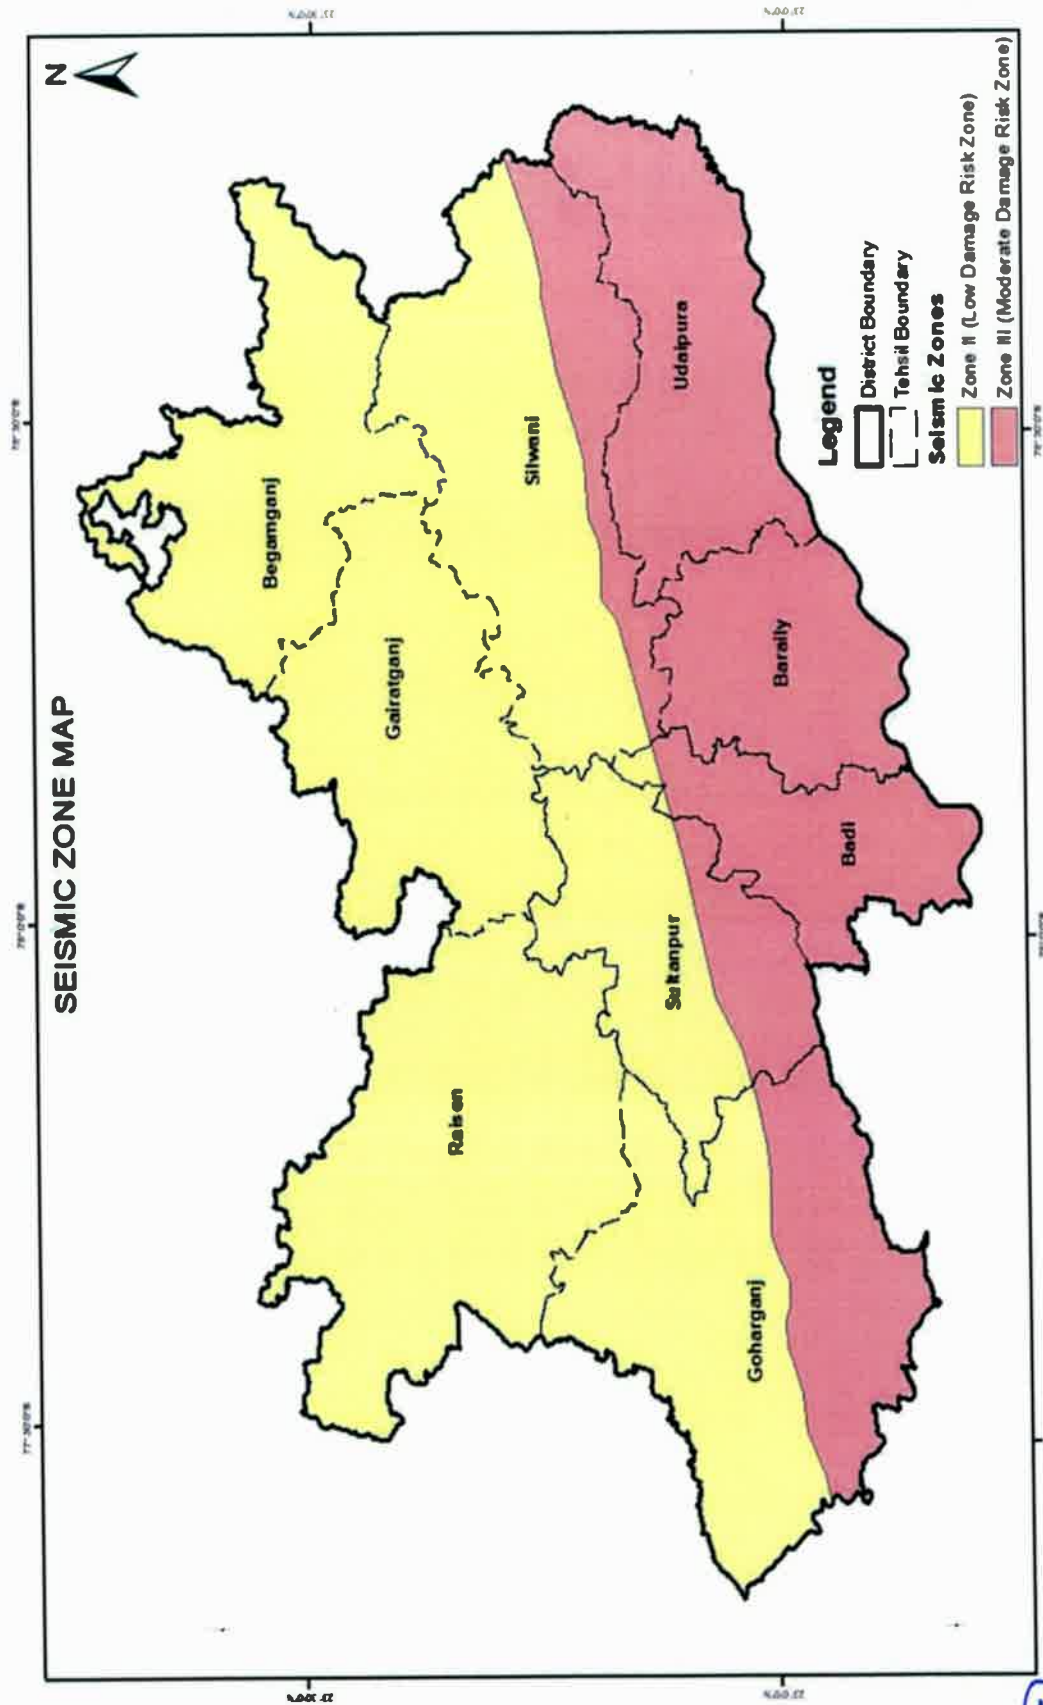 SEISMIC ZONE MAP
N
Begamganj
Gairatganj
Silwani
Udaipura
Raisen
Sultanpur
Baraily
Badi
Goharganj
Legend
District Boundary
Tehsil Boundary
Seismic Zones
Zone II (Low Damage Risk Zone)
Zone III (Moderate Damage Risk Zone)